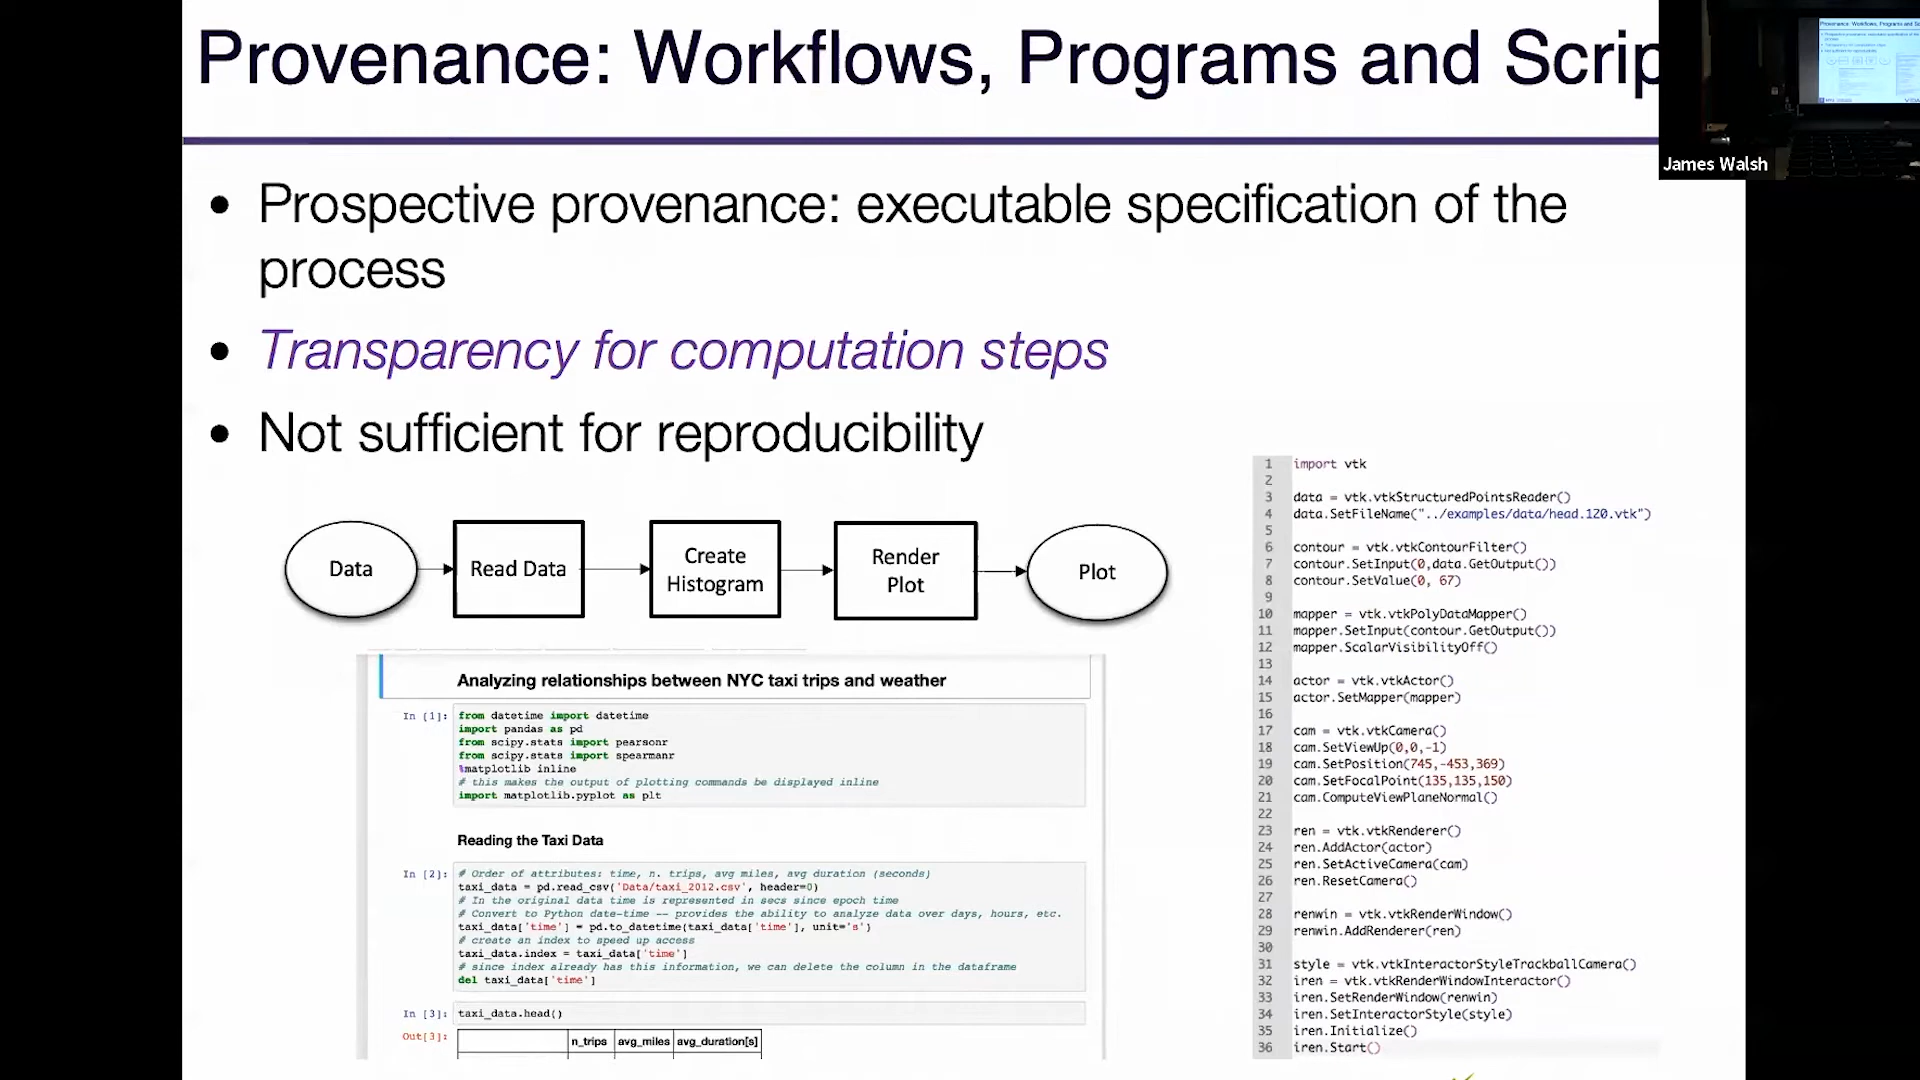 Provenance: Workflows, Programs and Scrip
James Walsh
• Prospective provenance: executable specification of the
process
• Transparency for computation steps
• Not sufficient for reproducibility
Data
Read Data
Create
Histogram
Render
Plot
Plot
Analyzing relationships between NYC taxi trips and weather
In [1]:
from datetime import datetime
import pandas as pd
from scipy.stats import pearsonr
from scipy.stats import spearmanr
%matplotlib inline
# this makes the output of plotting commands be displayed inline
import matplotlib.pyplot as plt
Reading the Taxi Data
In [2]:
# Order of attributes: time, n. trips, avg miles, avg duration (seconds)
taxi_data = pd.read_csv('Data/taxi_2012.csv', header=0)
# In the original data time is represented in secs since epoch time
# Convert to Python date-time -- provides the ability to analyze data over days, hours, etc.
taxi_data['time'] = pd.to_datetime(taxi_data['time'], unit='s')
# create an index to speed up access
taxi_data.index = taxi_data['time']
# since index already has this information, we can delete the column in the dataframe
del taxi_data['time']
In [3]:
taxi_data.head()
Out[3]:
n_trips avg_miles avg_duration[s]
1 import vtk
2
3 data = vtk.vtkStructuredPointsReader()
4 data.SetFileName("../examples/data/head.120.vtk")
5
6 contour = vtk.vtkContourFilter()
7 contour.SetInput(0,data.GetOutput())
8 contour.SetValue(0, 67)
9
10 mapper = vtk.vtkPolyDataMapper()
11 mapper.SetInput(contour.GetOutput())
12 mapper.ScalarVisibilityOff()
13
14 actor = vtk.vtkActor()
15 actor.SetMapper(mapper)
16
17 cam = vtk.vtkCamera()
18 cam.SetViewUp(0,0,-1)
19 cam.SetPosition(745,-453,369)
20 cam.SetFocalPoint(135,135,150)
21 cam.ComputeViewPlaneNormal()
22
23 ren = vtk.vtkRenderer()
24 ren.AddActor(actor)
25 ren.SetActiveCamera(cam)
26 ren.ResetCamera()
27
28 renwin = vtk.vtkRenderWindow()
29 renwin.AddRenderer(ren)
30
31 style = vtk.vtkInteractorStyleTrackballCamera()
32 iren = vtk.vtkRenderWindowInteractor()
33 iren.SetRenderWindow(renwin)
34 iren.SetInteractorStyle(style)
35 iren.Initialize()
36 iren.Start()